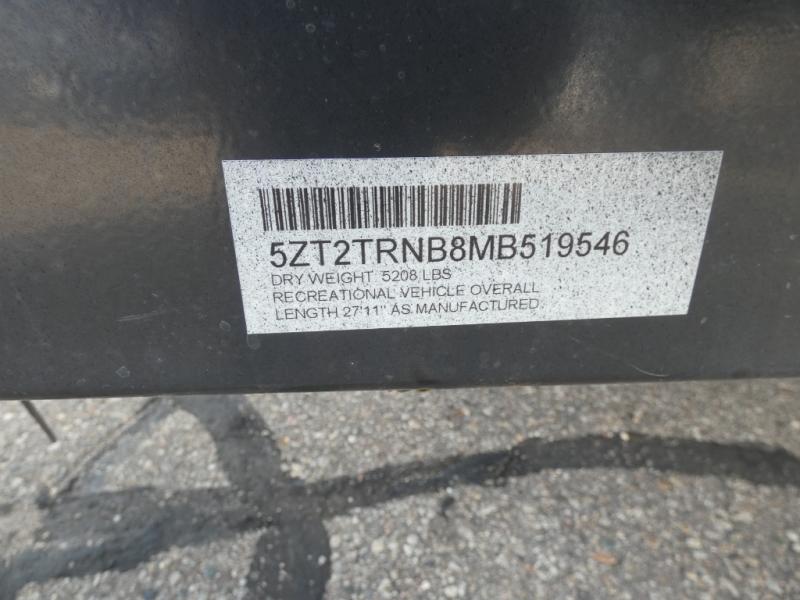 5ZT2TRNB8MB519546
DRY WEIGHT 5208 LBS
RECREATIONAL VEHICLE OVERALL
LENGTH 27'11" AS MANUFACTURED